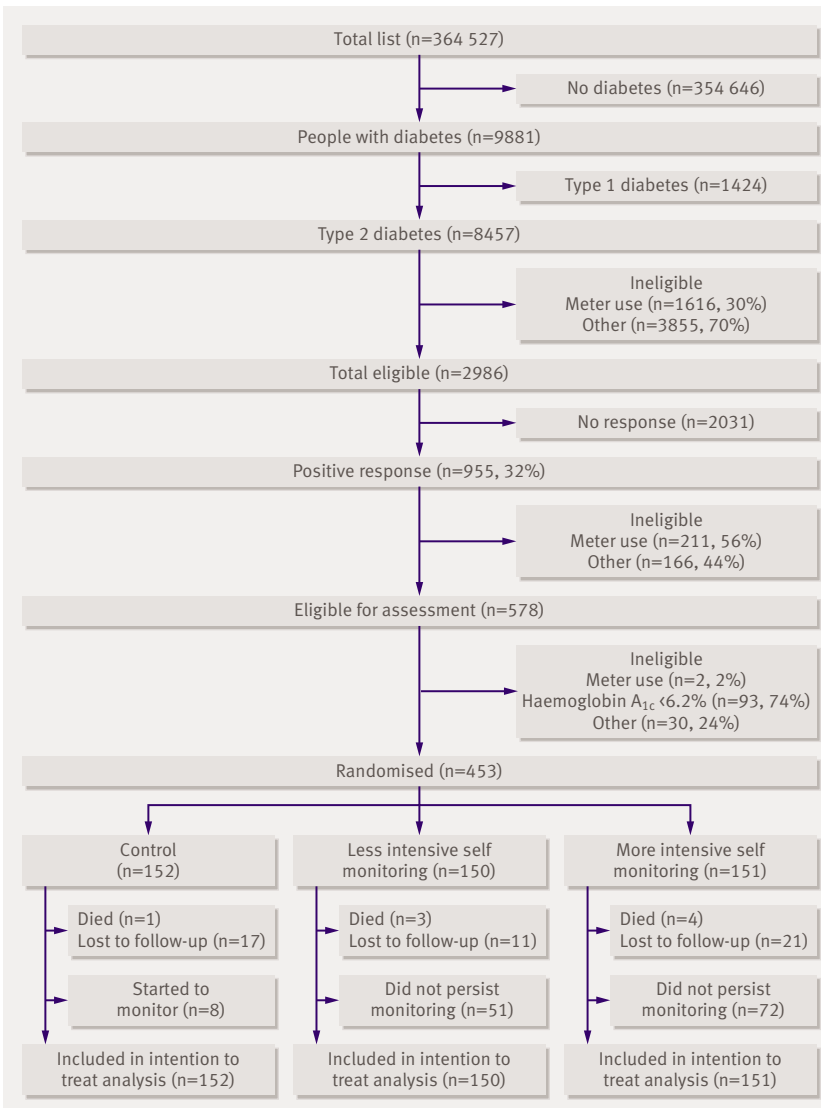 Total list (n=364 527)
No diabetes (n=354 646)
People with diabetes (n=9881)
Type 1 diabetes (n=1424)
Type 2 diabetes (n=8457)
Ineligible
Meter use (n=1616, 30%)
Other (n=3855, 70%)
Total eligible (n=2986)
No response (n=2031)
Positive response (n=955, 32%)
Ineligible
Meter use (n=211, 56%)
Other (n=166, 44%)
Eligible for assessment (n=578)
Ineligible
Meter use (n=2, 2%)
Haemoglobin A1c <6.2% (n=93, 74%)
Other (n=30, 24%)
Randomised (n=453)
Control
(n=152)
Less intensive self
monitoring (n=150)
More intensive self
monitoring (n=151)
Died (n=1)
Lost to follow-up (n=17)
Died (n=3)
Lost to follow-up (n=11)
Died (n=4)
Lost to follow-up (n=21)
Started to
monitor (n=8)
Did not persist
monitoring (n=51)
Did not persist
monitoring (n=72)
Included in intention to
treat analysis (n=152)
Included in intention to
treat analysis (n=150)
Included in intention to
treat analysis (n=151)